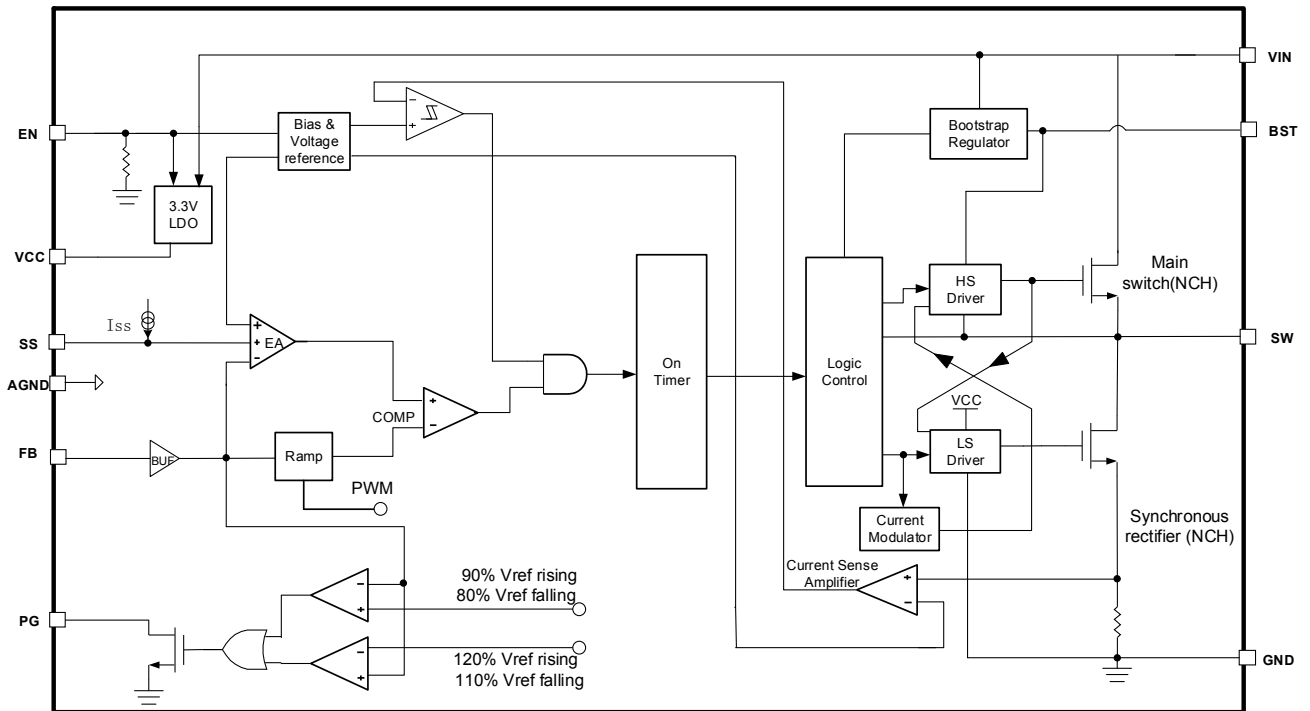 VIN
EN
Bias &
Voltage
reference
−
+
Bootstrap
Regulator
BST
3.3V
LDO
VCC
HS
Driver
Main
switch(NCH)
Iss
SS
+
+
−
EA
On
Timer
Logic
Control
SW
AGND
COMP
+
−
VCC
FB
BUF
Ramp
LS
Driver
PWM
Current
Modulator
Synchronous
rectifier (NCH)
Current Sense
Amplifier
+
−
90% Vref rising
80% Vref falling
−
+
PG
−
+
120% Vref rising
110% Vref falling
GND